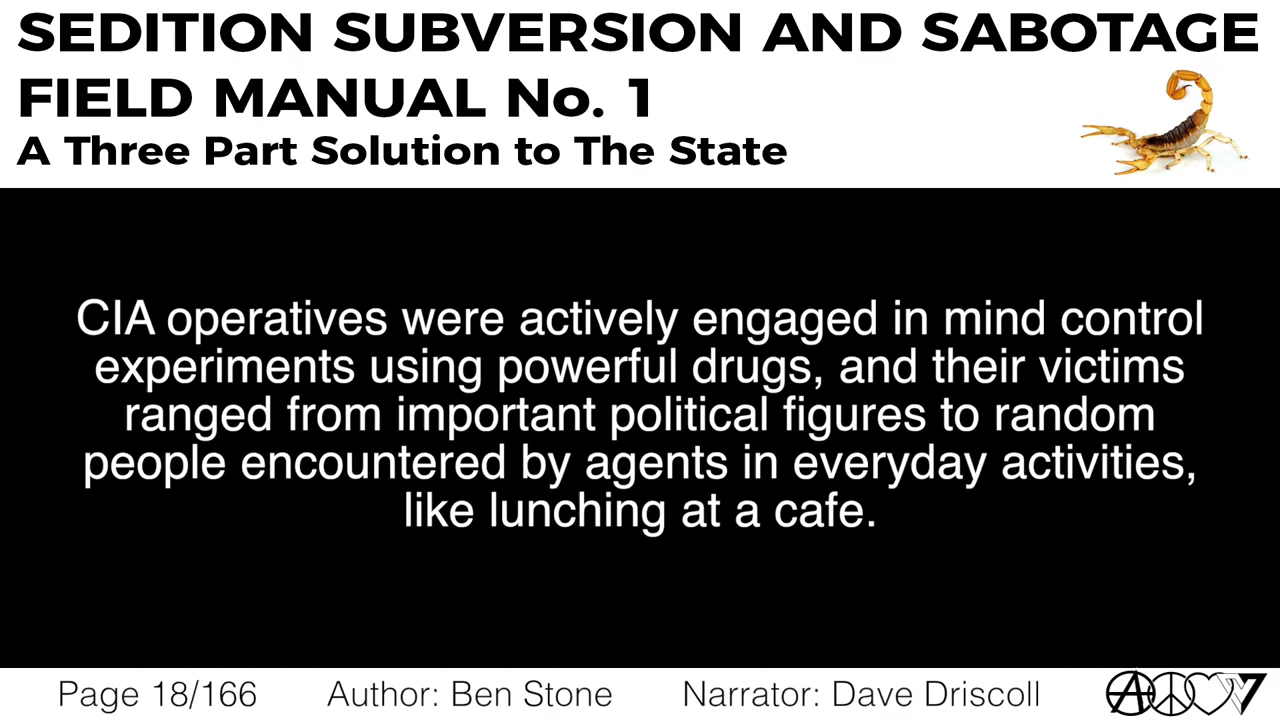 SEDITION SUBVERSION AND SABOTAGE
FIELD MANUAL No. 1
A Three Part Solution to The State
CIA operatives were actively engaged in mind control
experiments using powerful drugs, and their victims
ranged from important political figures to random
people encountered by agents in everyday activities,
like lunching at a cafe.
Page 18/166 Author: Ben Stone Narrator: Dave Driscoll